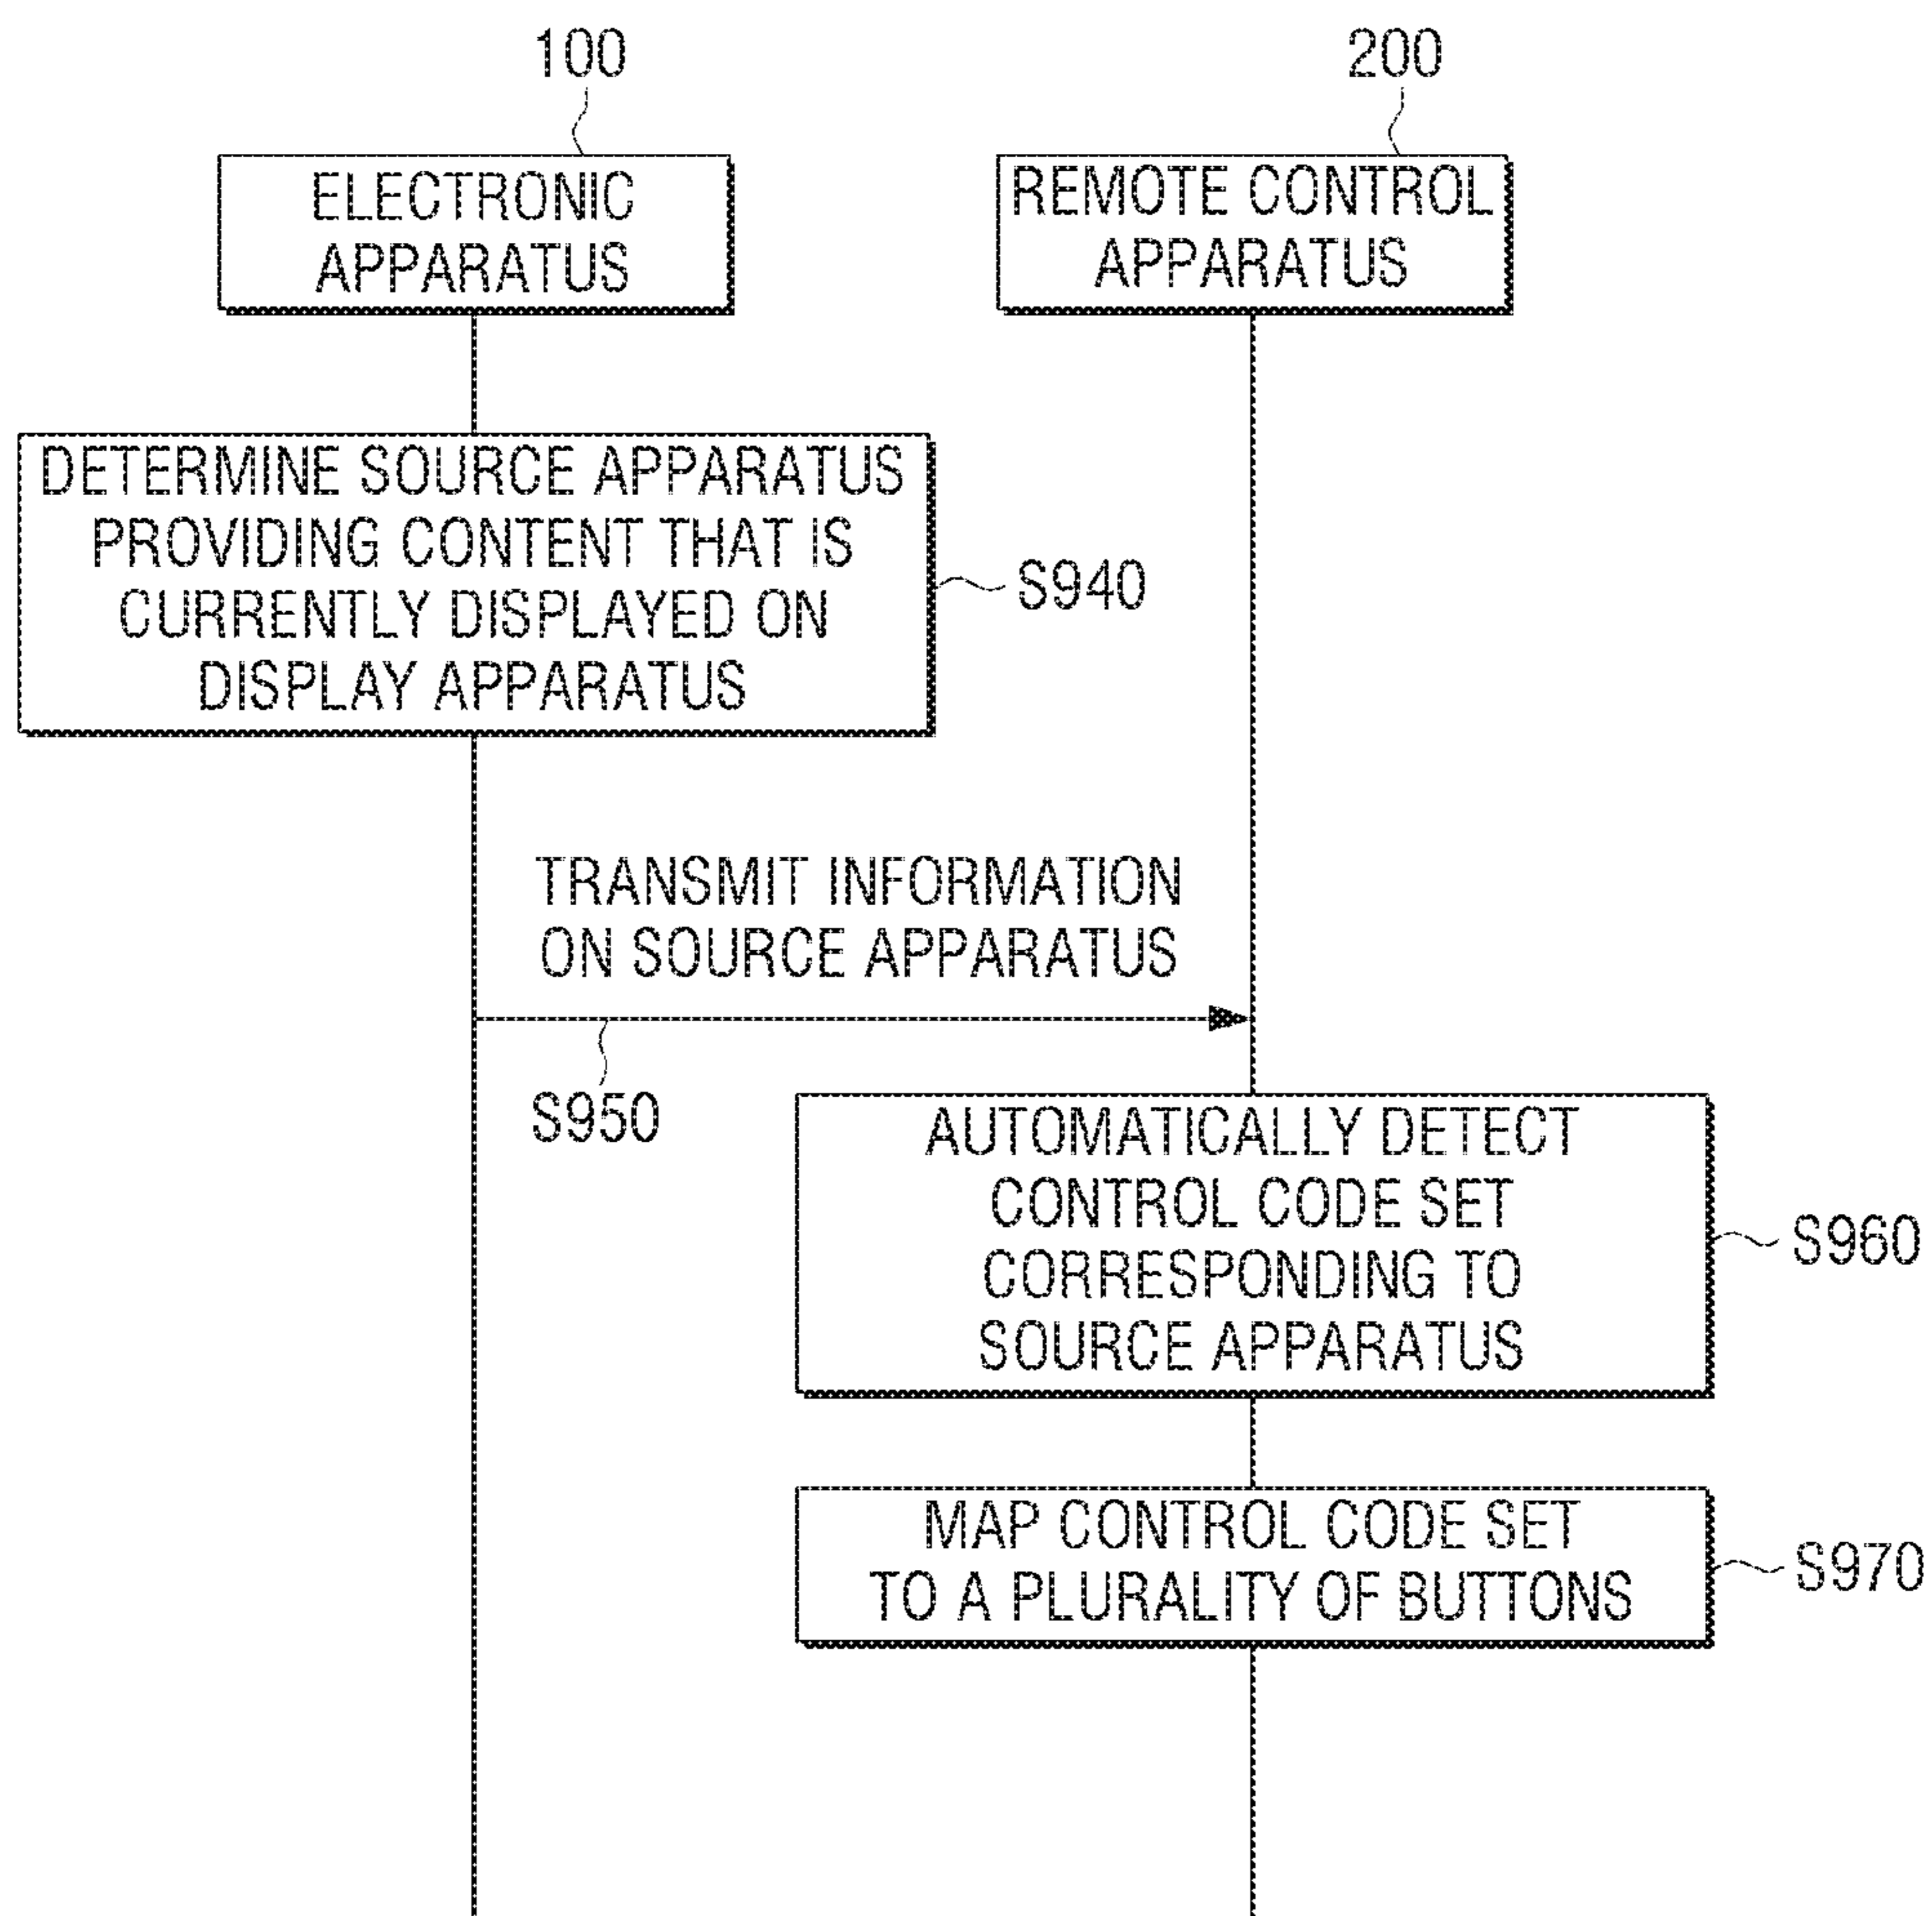 100
200
ELECTRONIC
APPARATUS
REMOTE CONTROL
APPARATUS
DETERMINE SOURCE APPARATUS
PROVIDING CONTENT THAT IS
CURRENTLY DISPLAYED ON
DISPLAY APPARATUS
S940
TRANSMIT INFORMATION
ON SOURCE APPARATUS
S950
AUTOMATICALLY DETECT
CONTROL CODE SET
CORRESPONDING TO
SOURCE APPARATUS
S960
MAP CONTROL CODE SET
TO A PLURALITY OF BUTTONS
S970